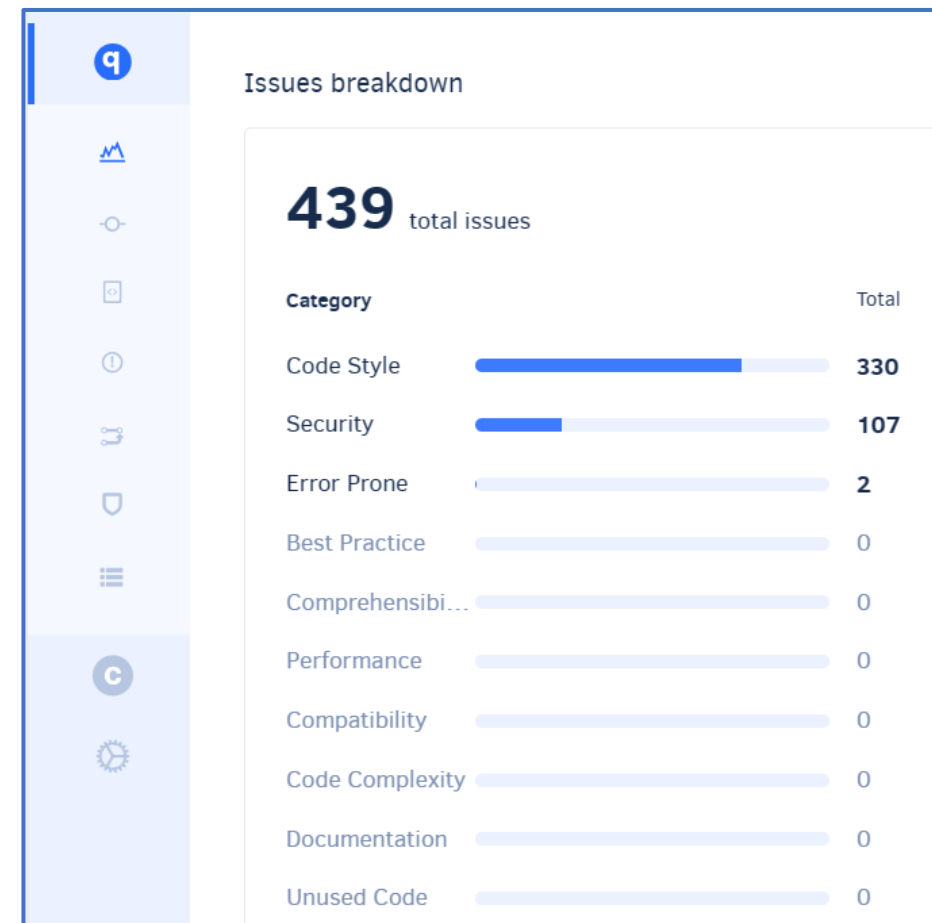 q
Issues breakdown
439 total issues
Category Total
Code Style 330
Security 107
Error Prone 2
Best Practice 0
Comprehensibi... 0
Performance 0
Compatibility 0
Code Complexity 0
C
Documentation 0
Unused Code 0